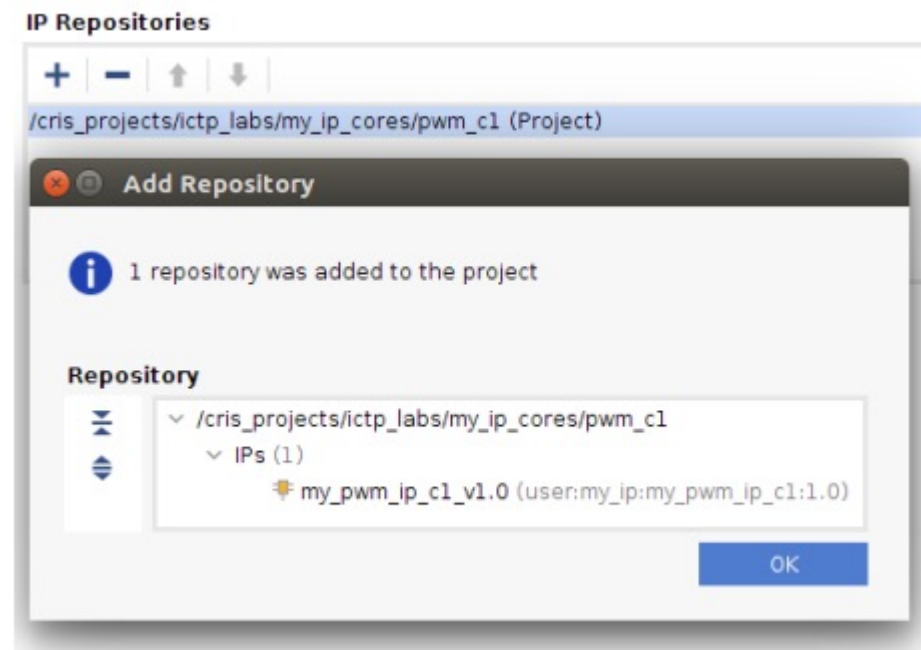 IP Repositories
/cris_projects/ictp_labs/my_ip_cores/pwm_c1 (Project)
Add Repository
1 repository was added to the project
Repository
/cris_projects/ictp_labs/my_ip_cores/pwm_c1
IPs (1)
my_pwm_ip_c1_v1.0 (user:my_ip:my_pwm_ip_c1:1.0)
OK